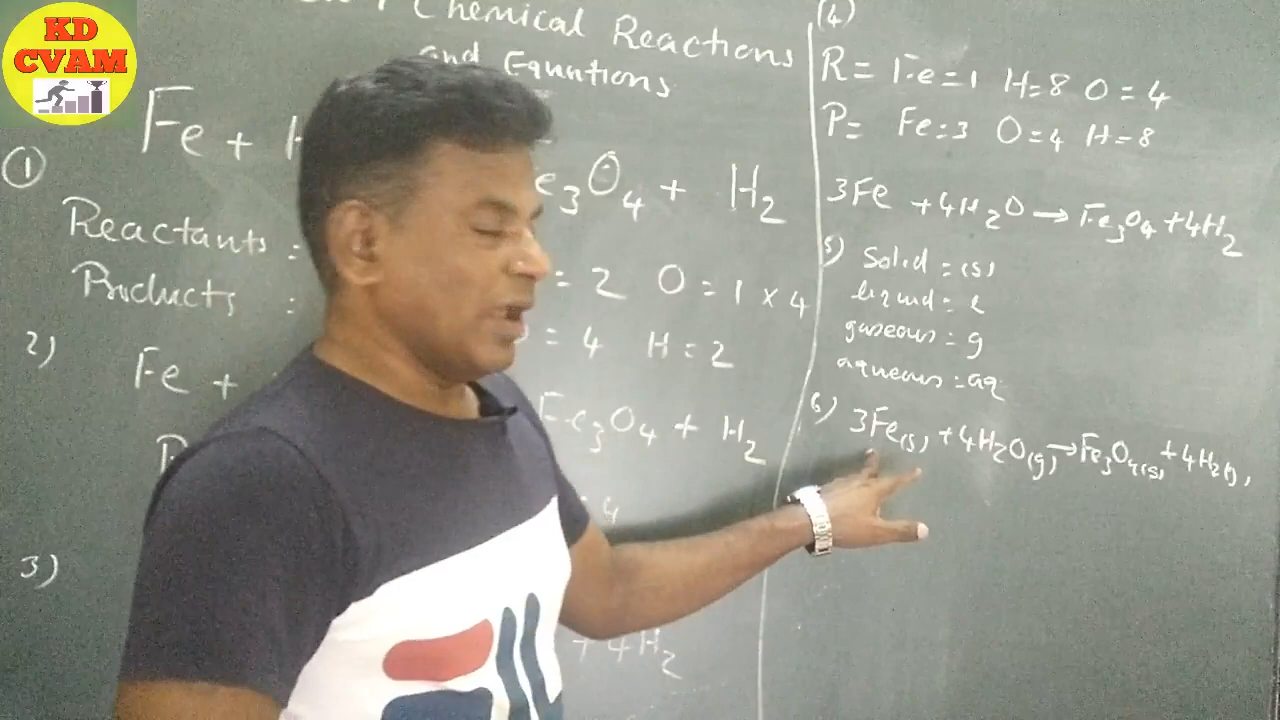 KD
CVAM
Chemical Reactions
and Equations
Fe +
e3O4 + H2
①
Reactants :
= 2 O = 1 × 4
Products :
= 4 H = 2
2)
Fe +
Fe3O4 + H2
: 4
3)
+ 4H2
(4)
R = Fe = 1 H = 8 O = 4
P = Fe = 3 O = 4 H = 8
3Fe + 4H2O → Fe3O4 + 4H2
5) Solid = (s)
liquid = l
gaseous = g
aqueous = aq
6) 3Fe(s) + 4H2O(g) → Fe3O4(s) + 4H2(g)